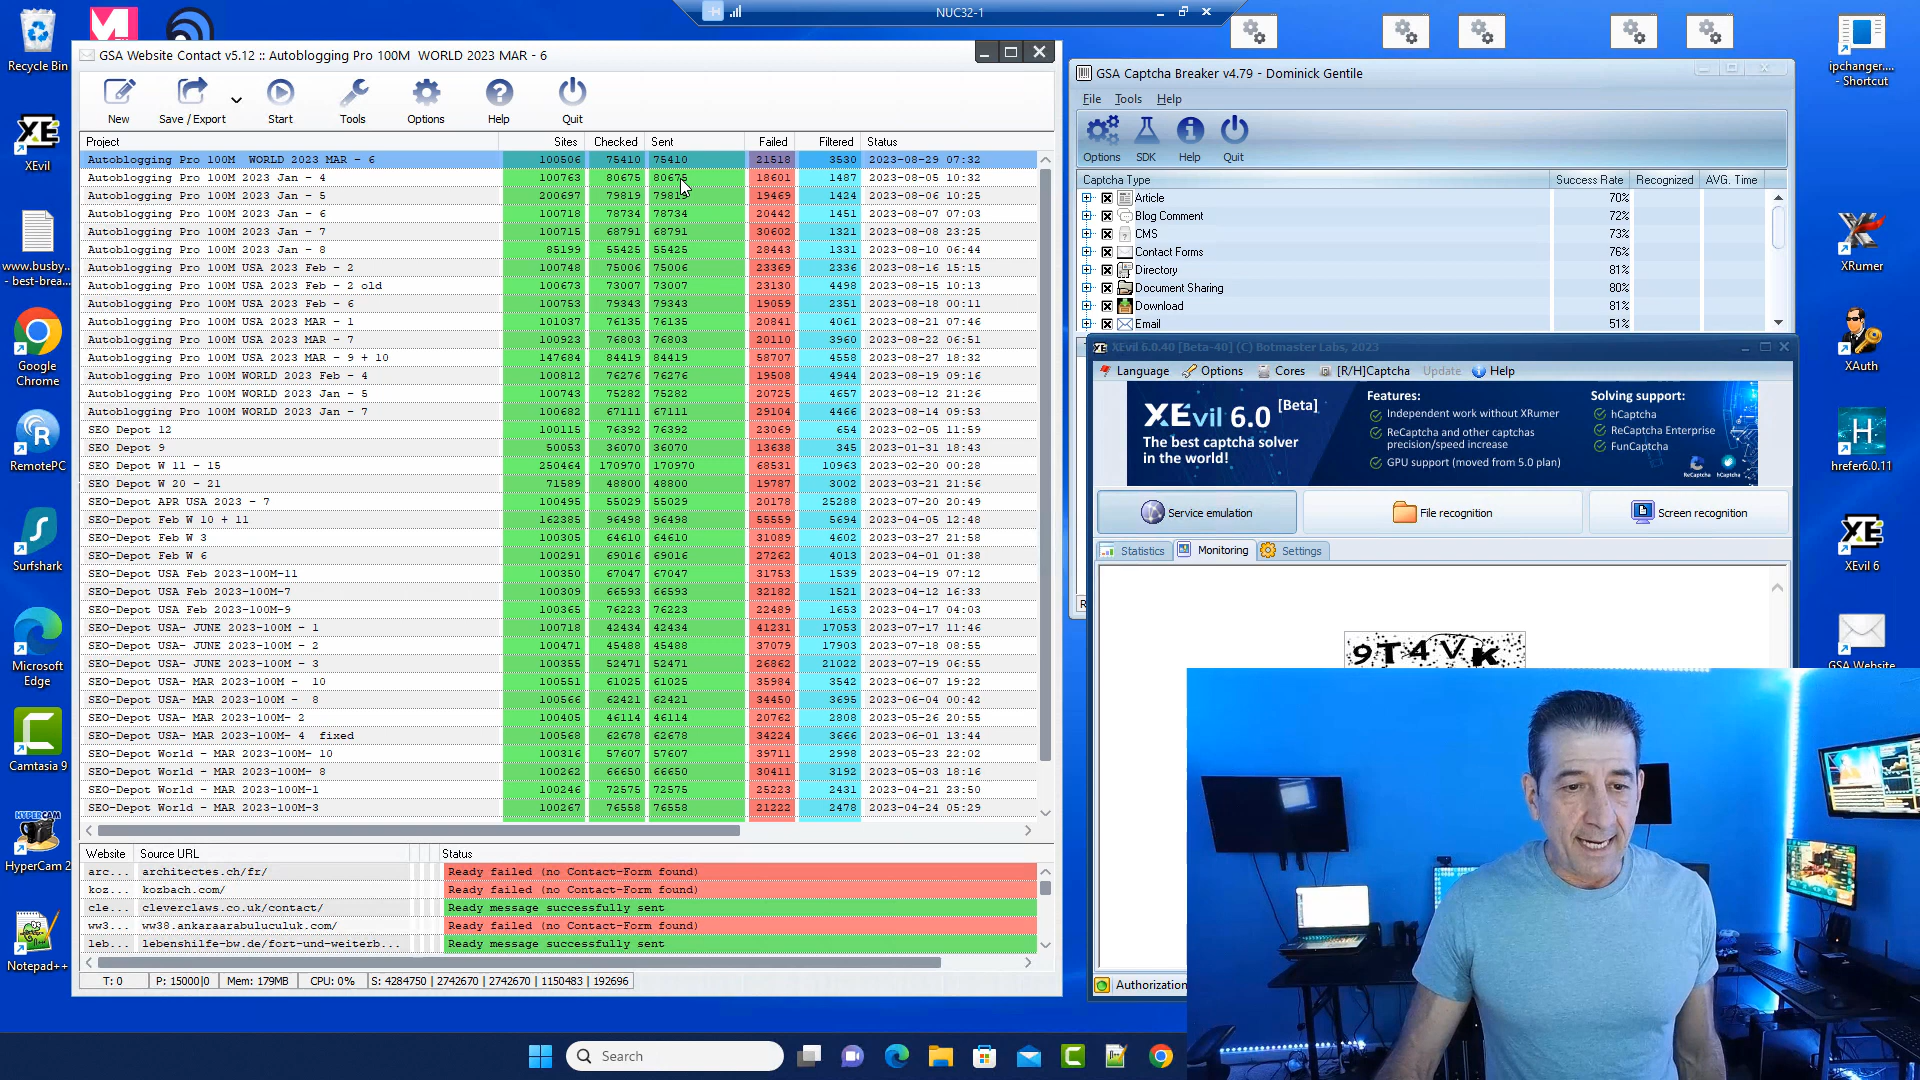 NUC32-1
Recycle Bin
XEvil
www.busby... - best-brea...
Google Chrome
RemotePC
Surfshark
Microsoft Edge
Camtasia 9
HyperCam 2
Notepad++
GSA Website Contact v5.12 :: Autoblogging Pro 100M WORLD 2023 MAR - 6
New Save / Export Start Tools Options Help Quit
Project Sites Checked Sent Failed Filtered Status
Autoblogging Pro 100M WORLD 2023 MAR - 6 100506 75410 75410 21518 3530 2023-08-29 07:32
Autoblogging Pro 100M 2023 Jan - 4 100763 80675 80675 18601 1487 2023-08-05 10:32
Autoblogging Pro 100M 2023 Jan - 5 200697 79819 79819 19469 1424 2023-08-06 10:25
Autoblogging Pro 100M 2023 Jan - 6 100718 78734 78734 20442 1451 2023-08-07 07:03
Autoblogging Pro 100M 2023 Jan - 7 100715 68791 68791 30602 1321 2023-08-08 23:25
Autoblogging Pro 100M 2023 Jan - 8 85199 55425 55425 28443 1331 2023-08-10 06:44
Autoblogging Pro 100M USA 2023 Feb - 2 100748 75006 75006 23369 2336 2023-08-16 15:15
Autoblogging Pro 100M USA 2023 Feb - 2 old 100673 73007 73007 23130 4498 2023-08-15 10:13
Autoblogging Pro 100M USA 2023 Feb - 6 100753 79343 79343 19059 2351 2023-08-18 00:11
Autoblogging Pro 100M USA 2023 MAR - 1 101037 76135 76135 20841 4061 2023-08-21 07:46
Autoblogging Pro 100M USA 2023 MAR - 7 100923 76803 76803 20110 3960 2023-08-22 06:51
Autoblogging Pro 100M USA 2023 MAR - 9 + 10 147684 84419 84419 58707 4558 2023-08-27 18:32
Autoblogging Pro 100M WORLD 2023 Feb - 4 100812 76276 76276 19508 4944 2023-08-19 09:16
Autoblogging Pro 100M WORLD 2023 Jan - 5 100743 75282 75282 20725 4657 2023-08-12 21:26
Autoblogging Pro 100M WORLD 2023 Jan - 7 100682 67111 67111 29104 4466 2023-08-14 09:53
SEO Depot 12 100115 76392 76392 23069 654 2023-02-05 11:59
SEO Depot 9 50053 36070 36070 13638 345 2023-01-31 18:43
SEO Depot W 11 - 15 250464 170970 170970 68531 10963 2023-02-20 00:28
SEO Depot W 20 - 21 71589 48800 48800 19787 3002 2023-03-21 21:56
SEO-Depot APR USA 2023 - 7 100495 55029 55029 20178 25288 2023-07-20 20:49
SEO-Depot Feb W 10 + 11 162385 96498 96498 55559 5694 2023-04-05 12:48
SEO-Depot Feb W 3 100305 64610 64610 31089 4602 2023-03-27 21:58
SEO-Depot Feb W 6 100291 69016 69016 27262 4013 2023-04-01 01:38
SEO-Depot USA Feb 2023-100M-11 100350 67047 67047 31753 1539 2023-04-19 07:12
SEO-Depot USA Feb 2023-100M-7 100309 66593 66593 32182 1521 2023-04-12 16:33
SEO-Depot USA Feb 2023-100M-9 100365 76223 76223 22489 1653 2023-04-17 04:03
SEO-Depot USA- JUNE 2023-100M - 1 100718 42434 42434 41231 17053 2023-07-17 11:46
SEO-Depot USA- JUNE 2023-100M - 2 100471 45488 45488 37079 17903 2023-07-18 08:55
SEO-Depot USA- JUNE 2023-100M - 3 100355 52471 52471 26862 21022 2023-07-19 06:55
SEO-Depot USA- MAR 2023-100M - 10 100551 61025 61025 35984 3542 2023-06-07 19:22
SEO-Depot USA- MAR 2023-100M - 8 100566 62421 62421 34450 3695 2023-06-04 00:42
SEO-Depot USA- MAR 2023-100M- 2 100405 46114 46114 20762 2808 2023-05-26 20:55
SEO-Depot USA- MAR 2023-100M- 4 fixed 100568 62678 62678 34224 3666 2023-06-01 13:44
SEO-Depot World - MAR 2023-100M- 10 100316 57607 57607 39711 2998 2023-05-23 22:02
SEO-Depot World - MAR 2023-100M- 8 100262 66650 66650 30411 3192 2023-05-03 18:16
SEO-Depot World - MAR 2023-100M-1 100246 72575 72575 25223 2431 2023-04-21 23:50
SEO-Depot World - MAR 2023-100M-3 100267 76558 76558 21222 2478 2023-04-24 05:29
Website Source URL Status
arc... architectes.ch/fr/ Ready failed (no Contact-Form found)
koz... kozbach.com/ Ready failed (no Contact-Form found)
cle... cleverclaws.co.uk/contact/ Ready message successfully sent
ww3... ww38.ankaraarabuluculuk.com/ Ready failed (no Contact-Form found)
leb... lebenshilfe-bw.de/fort-und-weiterb... Ready message successfully sent
T: 0 P: 15000|0 Mem: 179MB CPU: 0% S: 4284750 | 2742670 | 2742670 | 1150483 | 192696
GSA Captcha Breaker v4.79 - Dominick Gentile
File Tools Help
Options SDK Help Quit
Captcha Type Success Rate Recognized AVG. Time
Article 70%
Blog Comment 72%
CMS 73%
Contact Forms 76%
Directory 81%
Document Sharing 80%
Download 81%
Email 51%
XEvil 6.0.40 [Beta-40] (C) Botmaster Labs, 2023
Language Options Cores [R/H]Captcha Update Help
XEvil 6.0 [Beta]
The best captcha solver
in the world!
Features:
Independent work without XRumer
ReCaptcha and other captchas
precision/speed increase
GPU support (moved from 5.0 plan)
Solving support:
hCaptcha
ReCaptcha Enterprise
FunCaptcha
ReCaptcha hCaptcha
Service emulation File recognition Screen recognition
Statistics Monitoring Settings
9T4VK
Authorization
ipchanger.... - Shortcut
XRumer
XAuth
hrefer6.0.11
XEvil 6
GSA Website
Search